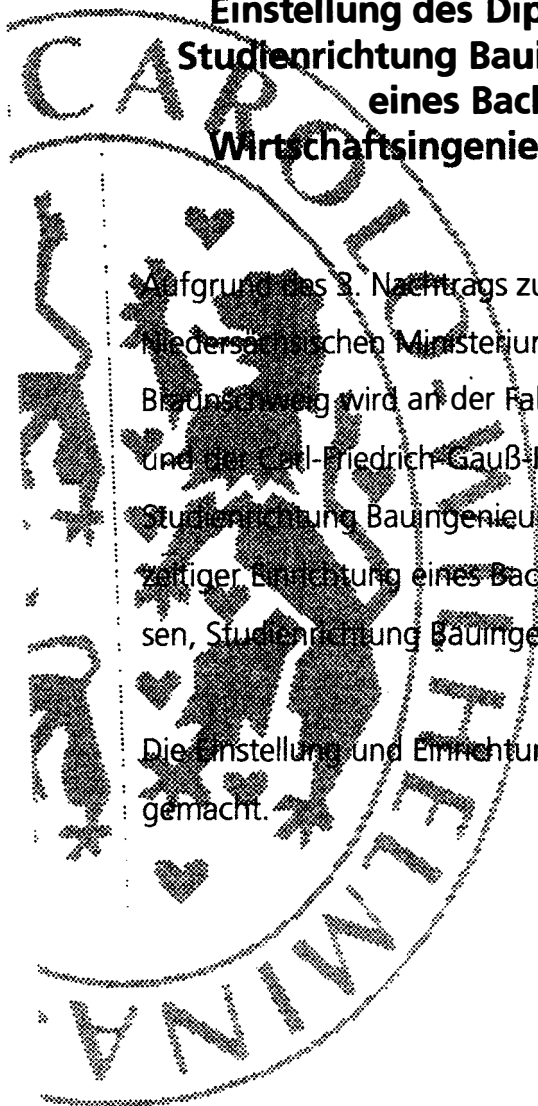 Einstellung des Dip
Studienrichtung Baui
eines Bach
Wirtschaftsingenie
Aufgrund des 3. Nachtrags zu
Niedersächsischen Ministerium
Braunschweig wird an der Fak
und der Carl-Friedrich-Gauß-F
Studienrichtung Bauingenieu
zeitiger Einrichtung eines Bac
sen, Studienrichtung Bauinge
Die Einstellung und Einrichtun
gemacht.
CAROLO WILHELMINA